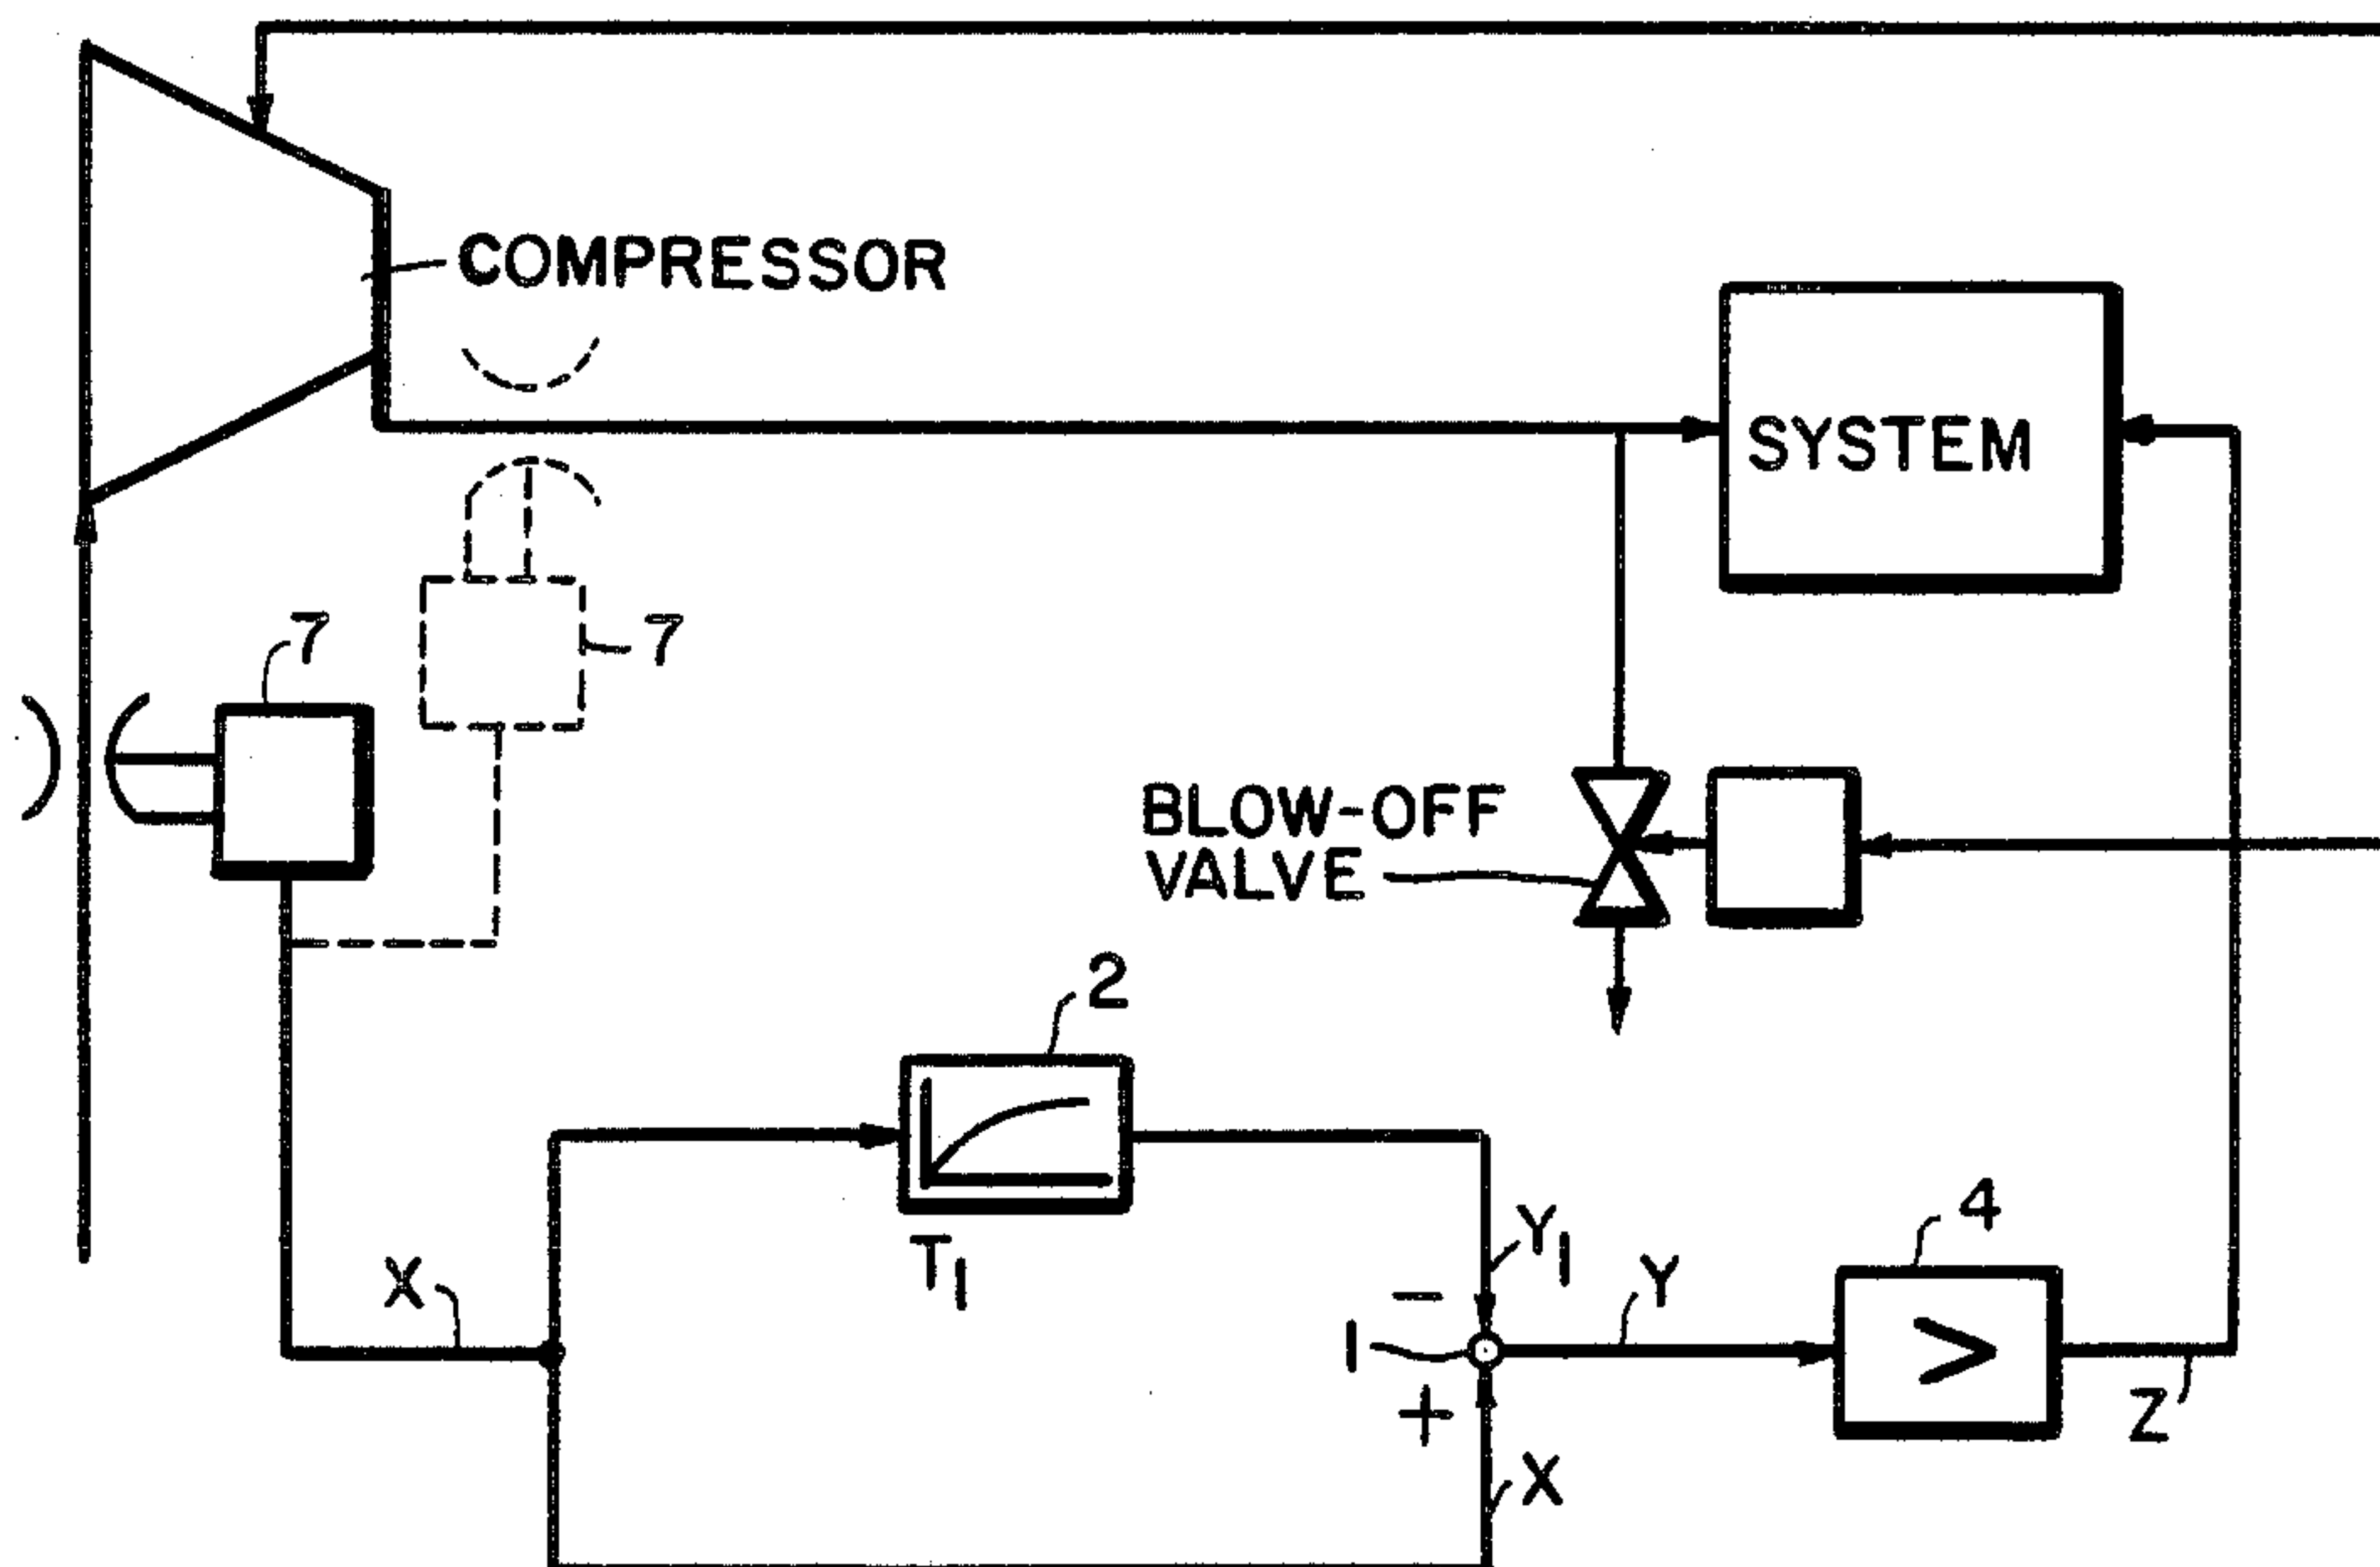 COMPRESSOR
SYSTEM
7
7
BLOW-OFF
VALVE
2
T1
X
Y1
Y
4
-
1
+
>
Z
X